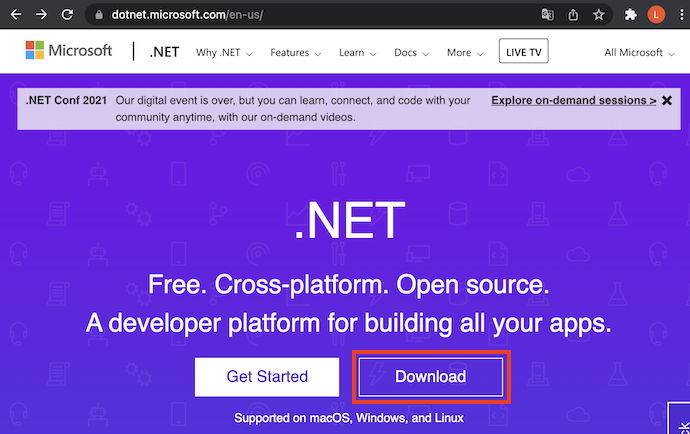 dotnet.microsoft.com/en-us/
L
Microsoft .NET Why .NET Features Learn Docs More LIVE TV All Microsoft
.NET Conf 2021 Our digital event is over, but you can learn, connect, and code with your Explore on-demand sessions >
community anytime, with our on-demand videos.
.NET
Free. Cross-platform. Open source.
A developer platform for building all your apps.
Get Started Download
Supported on macOS, Windows, and Linux